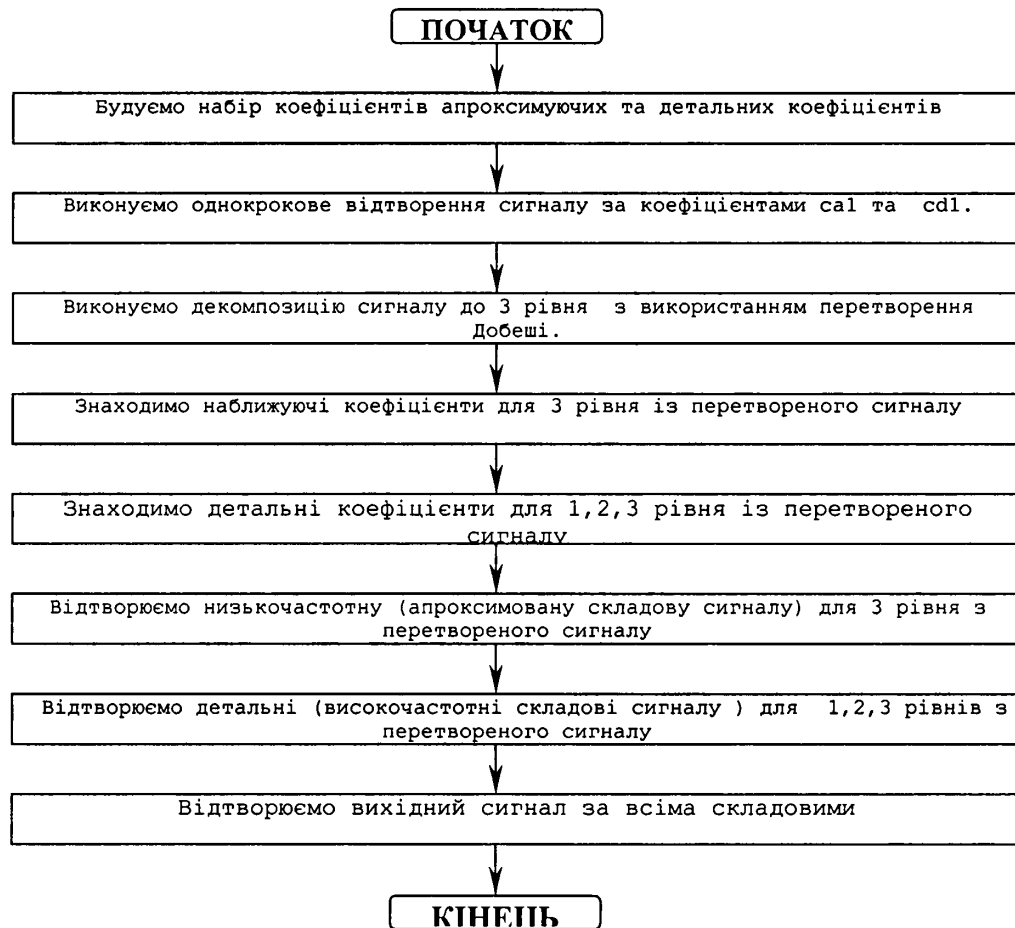 ПОЧАТОК
Будуємо набір коефіцієнтів апроксимуючих та детальних коефіцієнтів
Виконуємо однокрокове відтворення сигналу за коефіцієнтами ca1 та cd1.
Виконуємо декомпозицію сигналу до 3 рівня з використанням перетворення
Добеші.
Знаходимо наближуючі коефіцієнти для 3 рівня із перетвореного сигналу
Знаходимо детальні коефіцієнти для 1,2,3 рівня із перетвореного
сигналу
Відтворюємо низькочастотну (апроксимовану складову сигналу) для 3 рівня з
перетвореного сигналу
Відтворюємо детальні (високочастотні складові сигналу ) для 1,2,3 рівнів з
перетвореного сигналу
Відтворюємо вихідний сигнал за всіма складовими
КІНЕЦЬ